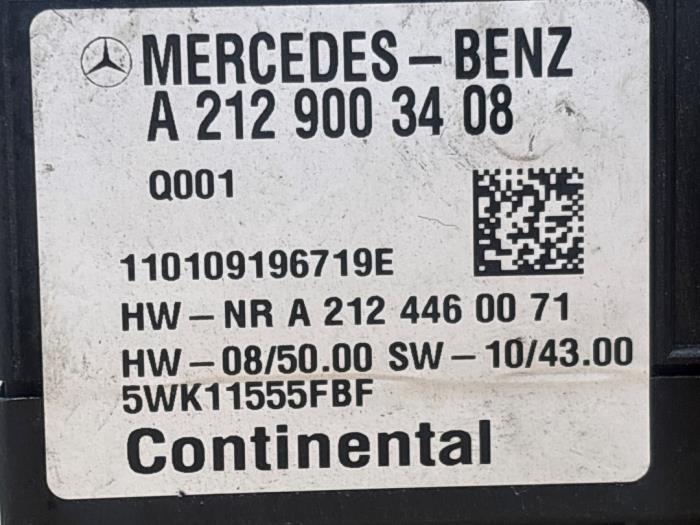 MERCEDES-BENZ
A 212 900 34 08
Q001
110109196719E
HW-NR A 212 446 00 71
HW-08/50.00 SW-10/43.00
5WK11555FBF
Continental